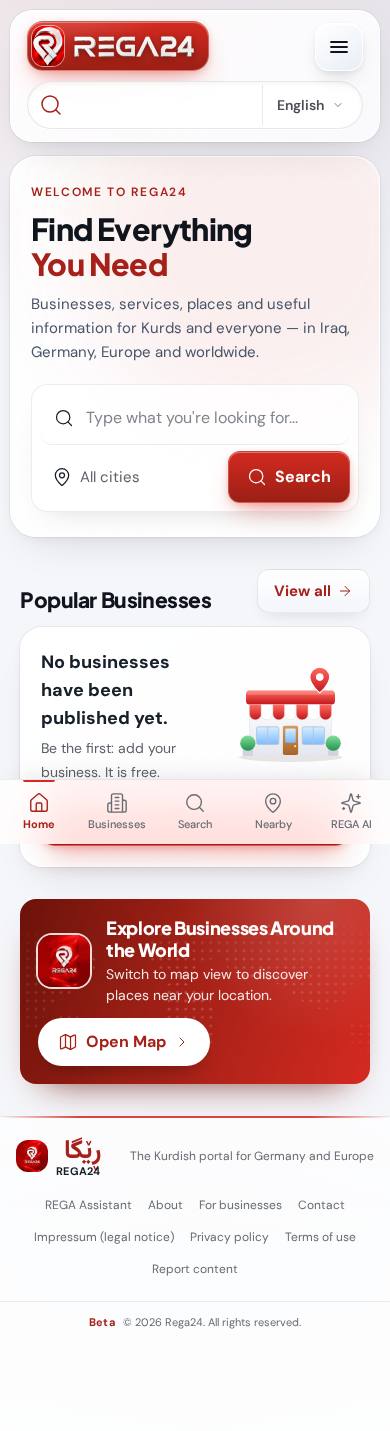 REGA24
English
WELCOME TO REGA24
Find Everything
You Need
Businesses, services, places and useful
information for Kurds and everyone — in Iraq,
Germany, Europe and worldwide.
Type what you're looking for...
All cities
Search
Popular Businesses
View all
No businesses
have been
published yet.
Be the first: add your
business. It is free.
Home
Businesses
Search
Nearby
REGA AI
Explore Businesses Around
the World
REGA24
Switch to map view to discover
places near your location.
Open Map
ڕێگا
REGA24
The Kurdish portal for Germany and Europe
REGA Assistant About For businesses Contact
Impressum (legal notice) Privacy policy Terms of use
Report content
Beta © 2026 Rega24. All rights reserved.